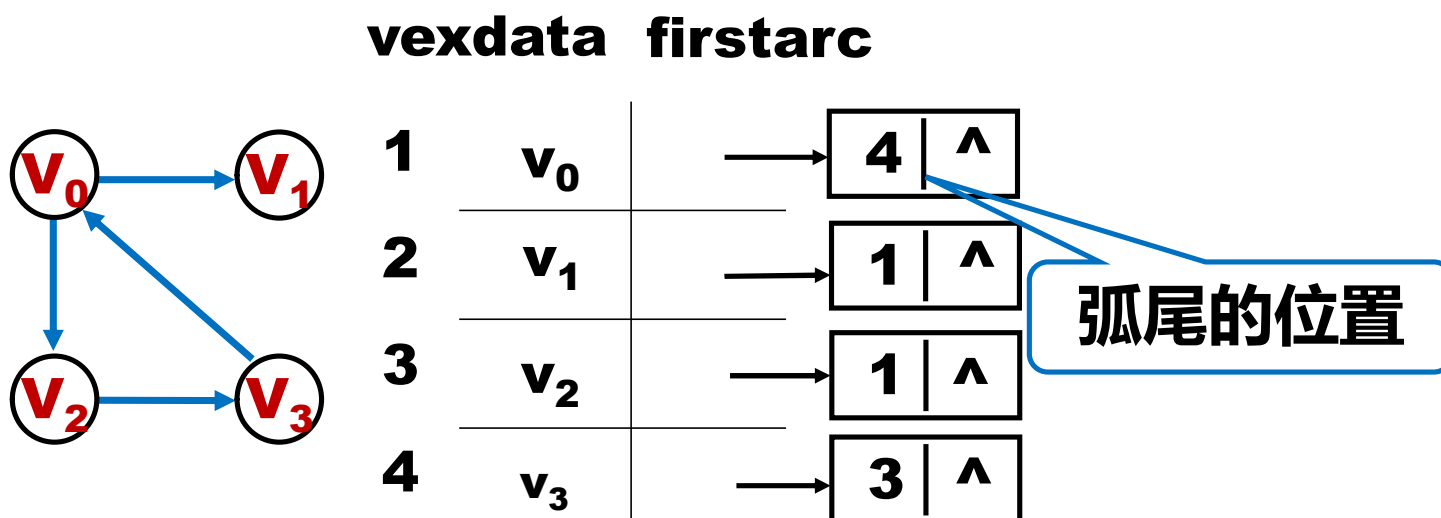 vexdata firstarc
V₀ V₁
V₂ V₃
1 v₀ 4 ^
2 v₁ 1 ^
弧尾的位置
3 v₂ 1 ^
4 v₃ 3 ^